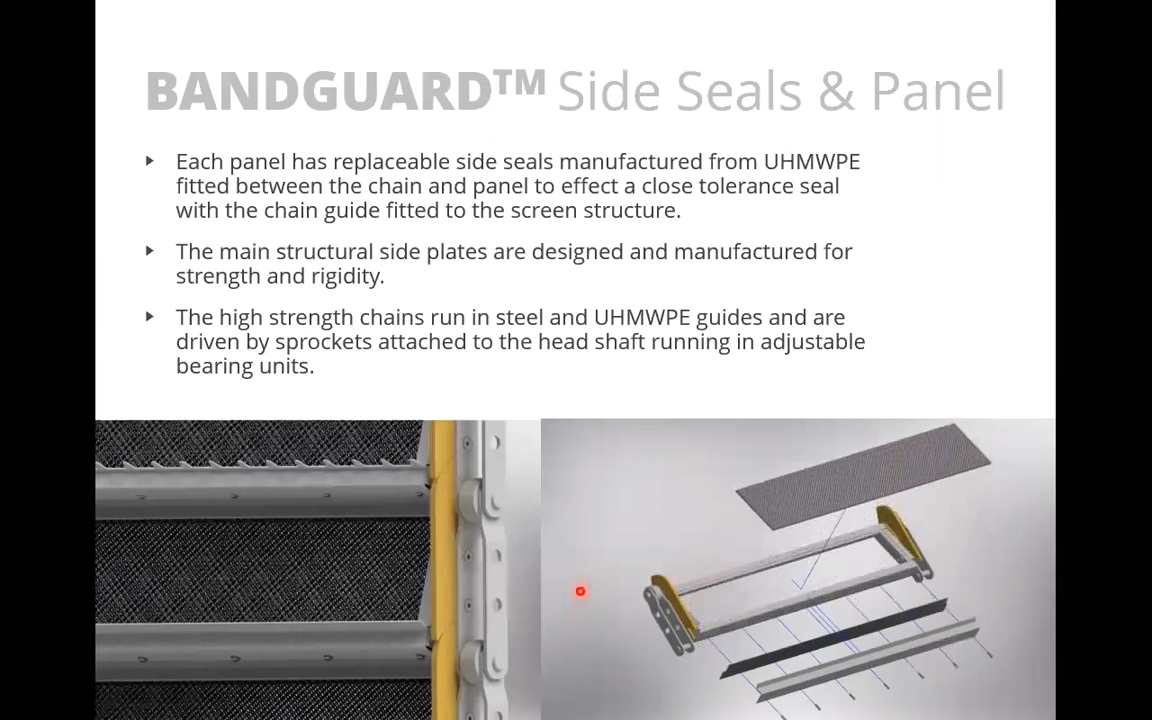 BANDGUARD™ Side Seals & Panel
Each panel has replaceable side seals manufactured from UHMWPE
fitted between the chain and panel to effect a close tolerance seal
with the chain guide fitted to the screen structure.
The main structural side plates are designed and manufactured for
strength and rigidity.
The high strength chains run in steel and UHMWPE guides and are
driven by sprockets attached to the head shaft running in adjustable
bearing units.